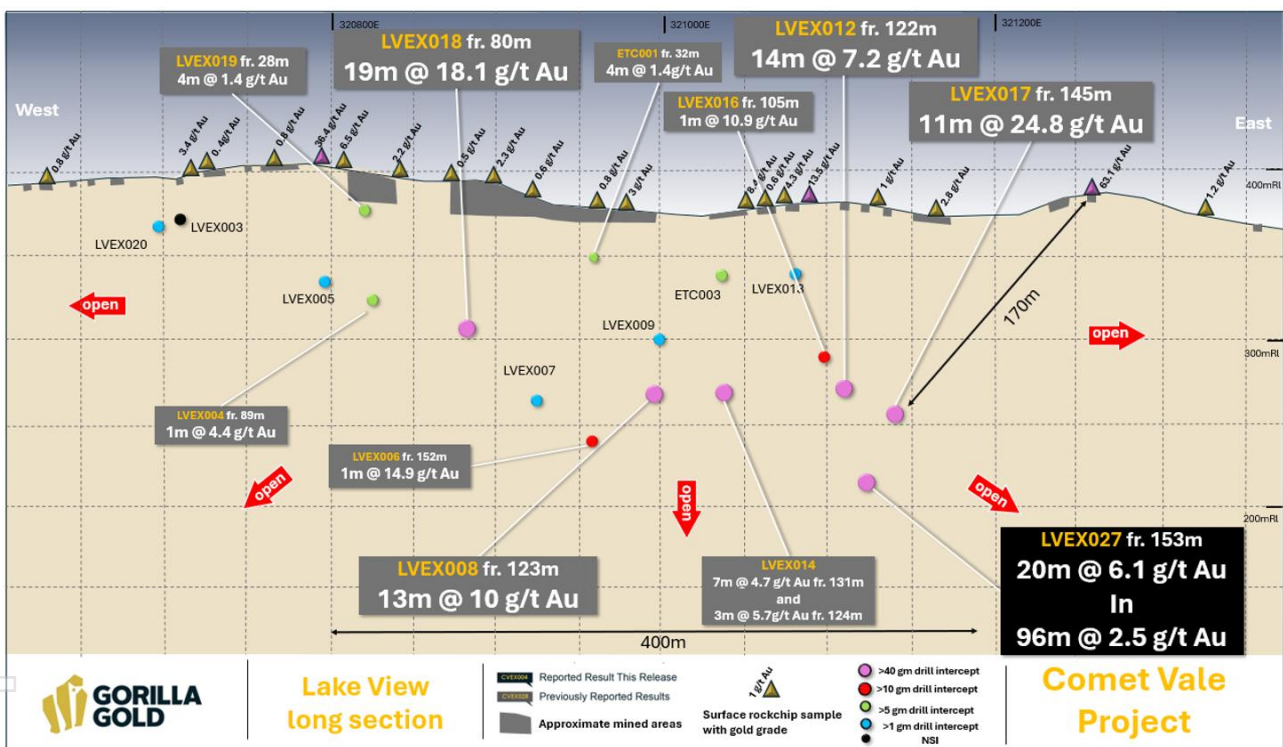 320800E
321000E
321200E
LVEX018 fr. 80m
19m @ 18.1 g/t Au
LVEX012 fr. 122m
14m @ 7.2 g/t Au
LVEX019 fr. 28m
4m @ 1.4 g/t Au
ETC001 fr. 32m
4m @ 1.4g/t Au
LVEX016 fr. 105m
1m @ 10.9 g/t Au
LVEX017 fr. 145m
11m @ 24.8 g/t Au
West
East
0.8 g/t Au
3.4 g/t Au
0.4g/t Au
0.8 g/t Au
36.4 g/t Au
6.5 g/t Au
2.2 g/t Au
0.5 g/t Au
2.3 g/t Au
0.6 g/t Au
0.8 g/t Au
3 g/t Au
8.4 g/t Au
0.6 g/t Au
4.3 g/t Au
13.5 g/t Au
1 g/t Au
2.8 g/t Au
63.1 g/t Au
1.2 g/t Au
400mRl
LVEX020
LVEX003
LVEX005
ETC003
LVEX013
open
170m
open
LVEX009
300mRl
LVEX007
LVEX004 fr. 89m
1m @ 4.4 g/t Au
LVEX006 fr. 152m
1m @ 14.9 g/t Au
open
open
open
200mRl
LVEX008 fr. 123m
13m @ 10 g/t Au
LVEX014
7m @ 4.7 g/t Au fr. 131m
and
3m @ 5.7g/t Au fr. 124m
LVEX027 fr. 153m
20m @ 6.1 g/t Au
In
96m @ 2.5 g/t Au
400m
GORILLA
GOLD
Lake View
long section
CVEX004
Reported Result This Release
CVEX028
Previously Reported Results
Approximate mined areas
1 g/t Au
Surface rockchip sample
with gold grade
>40 gm drill intercept
>10 gm drill intercept
>5 gm drill intercept
>1 gm drill intercept
NSI
Comet Vale
Project